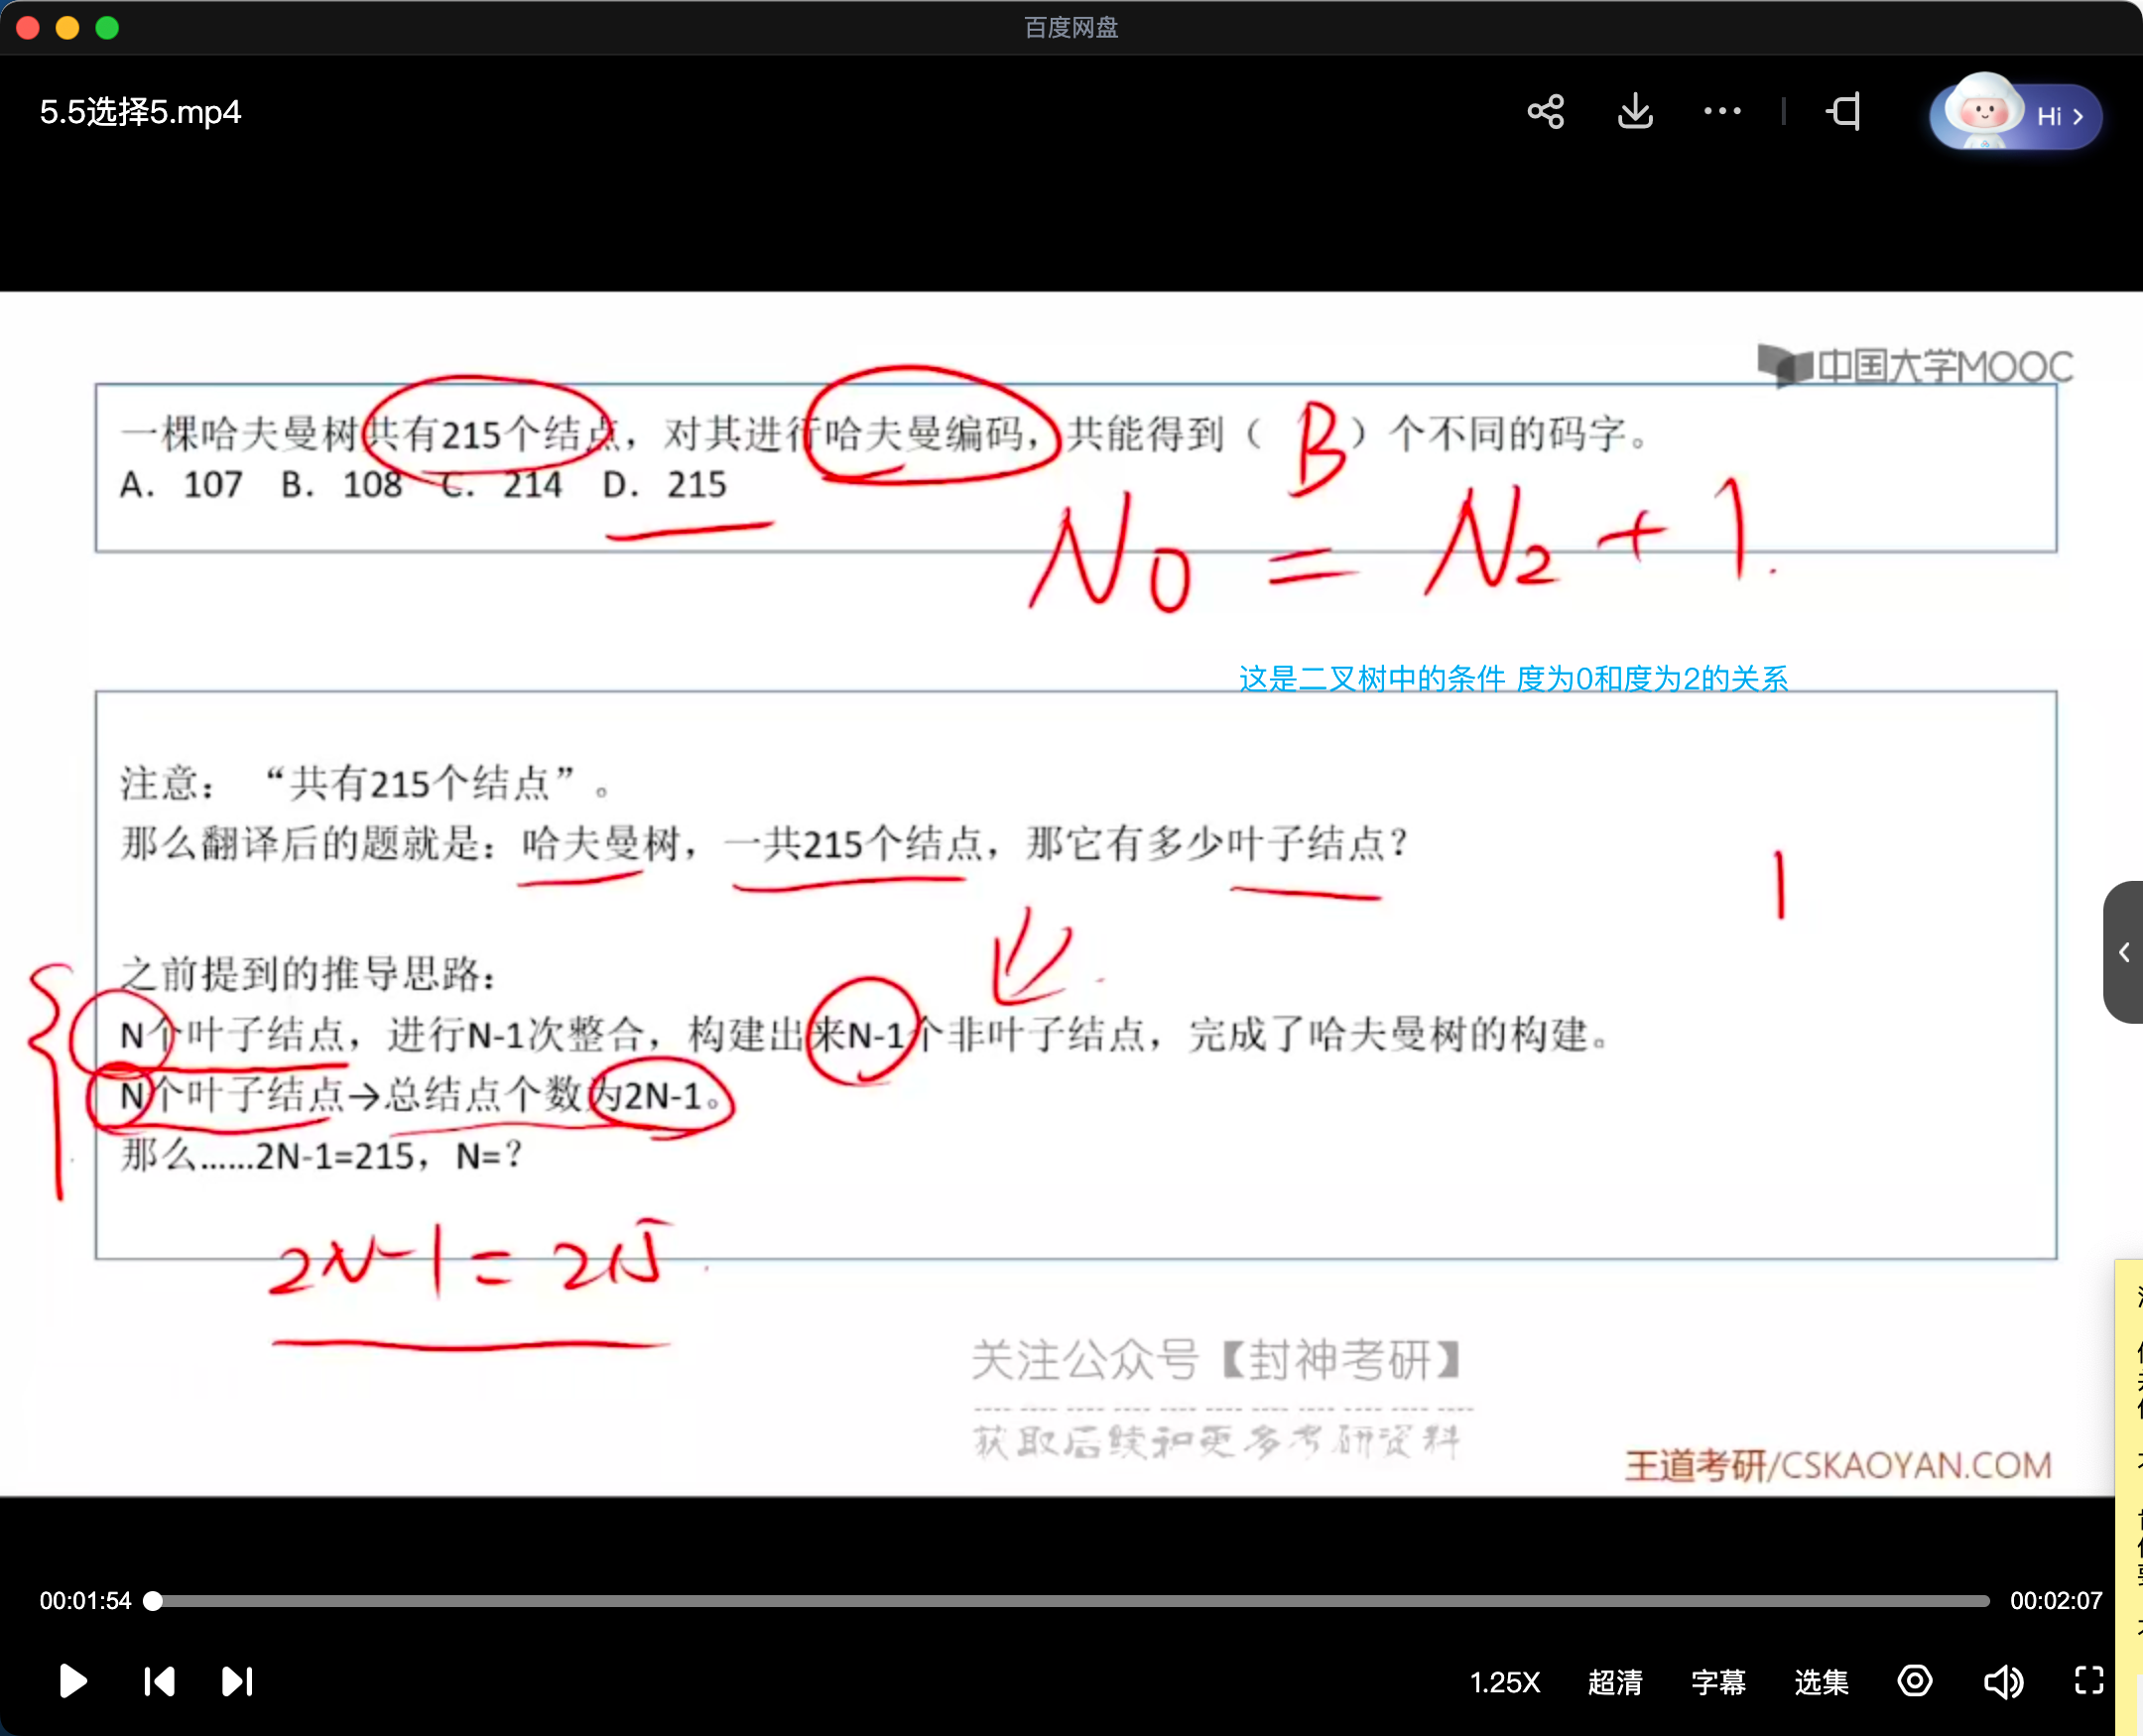 百度网盘
5.5选择5.mp4
Hi
中国大学MOOC
一棵哈夫曼树共有215个结点，对其进行哈夫曼编码，共能得到（ B ）个不同的码字。
A. 107 B. 108 C. 214 D. 215
N0 = N2 + 1
这是二叉树中的条件 度为0和度为2的关系
注意：“共有215个结点”。
那么翻译后的题就是：哈夫曼树，一共215个结点，那它有多少叶子结点？
1
之前提到的推导思路：
N个叶子结点，进行N-1次整合，构建出来N-1个非叶子结点，完成了哈夫曼树的构建。
N个叶子结点→总结点个数为2N-1。
那么……2N-1=215，N=？
2N-1=215
关注公众号【封神考研】
获取后续和更多考研资料
王道考研/CSKAOYAN.COM
00:01:54
00:02:07
1.25X 超清 字幕 选集